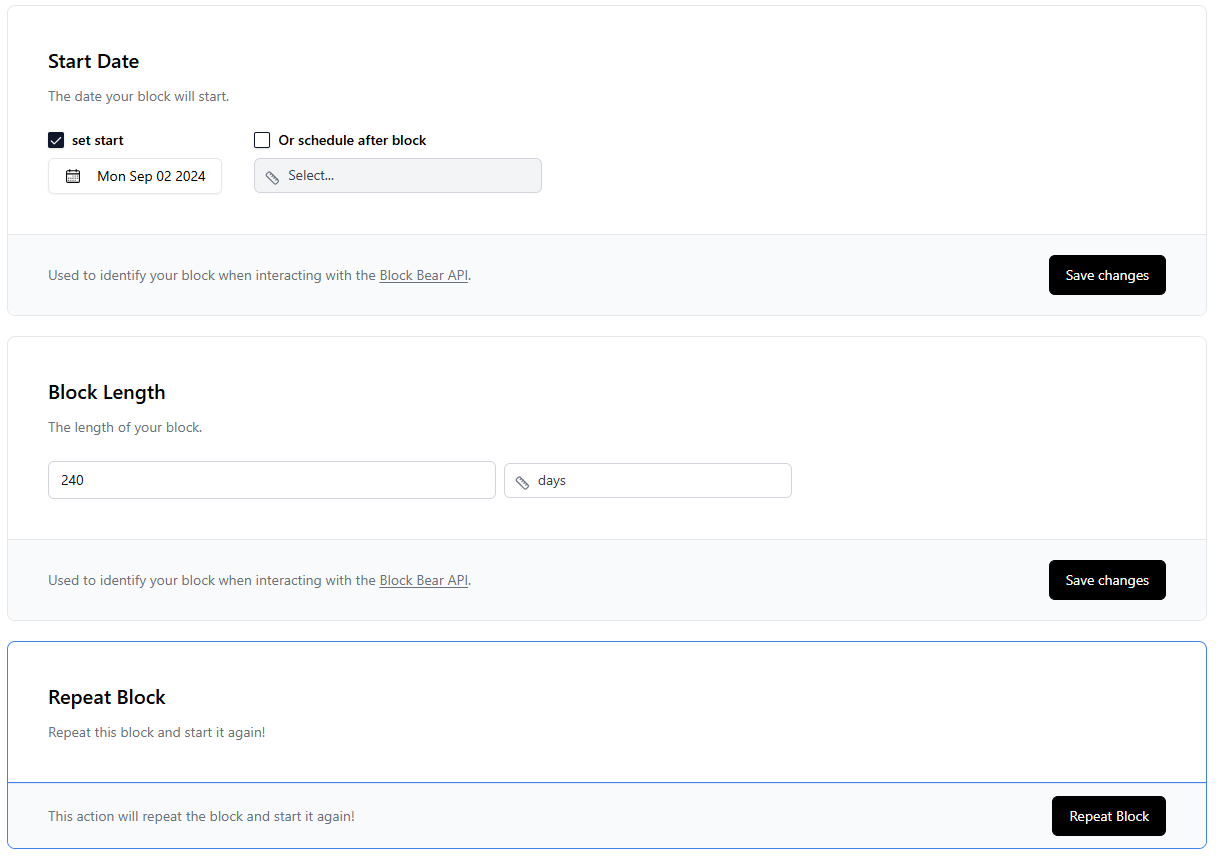 Start Date
The date your block will start.
set start
Or schedule after block
Mon Sep 02 2024
Select...
Used to identify your block when interacting with the Block Bear API.
Save changes
Block Length
The length of your block.
240
days
Used to identify your block when interacting with the Block Bear API.
Save changes
Repeat Block
Repeat this block and start it again!
This action will repeat the block and start it again!
Repeat Block